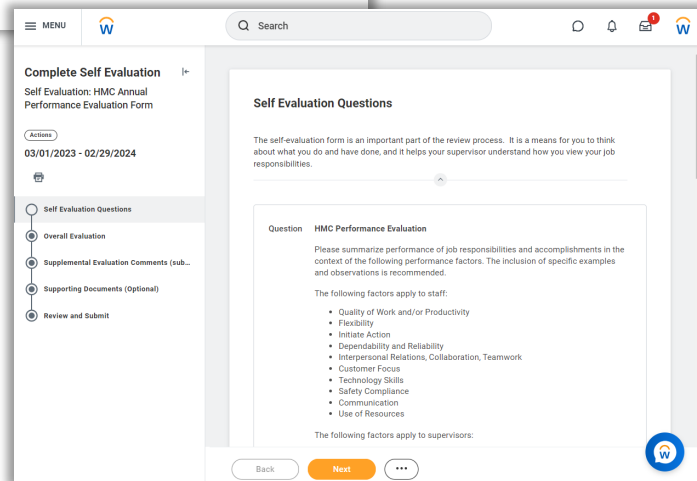 MENU
Search
1
Complete Self Evaluation
Self Evaluation: HMC Annual
Performance Evaluation Form
Actions
03/01/2023 - 02/29/2024
Self Evaluation Questions
Overall Evaluation
Supplemental Evaluation Comments (sub...
Supporting Documents (Optional)
Review and Submit
Self Evaluation Questions
The self-evaluation form is an important part of the review process.  It is a means for you to think
about what you do and have done, and it helps your supervisor understand how you view your job
responsibilities.
Question HMC Performance Evaluation
Please summarize performance of job responsibilities and accomplishments in the
context of the following performance factors. The inclusion of specific examples
and observations is recommended.
The following factors apply to staff:
• Quality of Work and/or Productivity
• Flexibility
• Initiate Action
• Dependability and Reliability
• Interpersonal Relations, Collaboration, Teamwork
• Customer Focus
• Technology Skills
• Safety Compliance
• Communication
• Use of Resources
The following factors apply to supervisors:
Back
Next